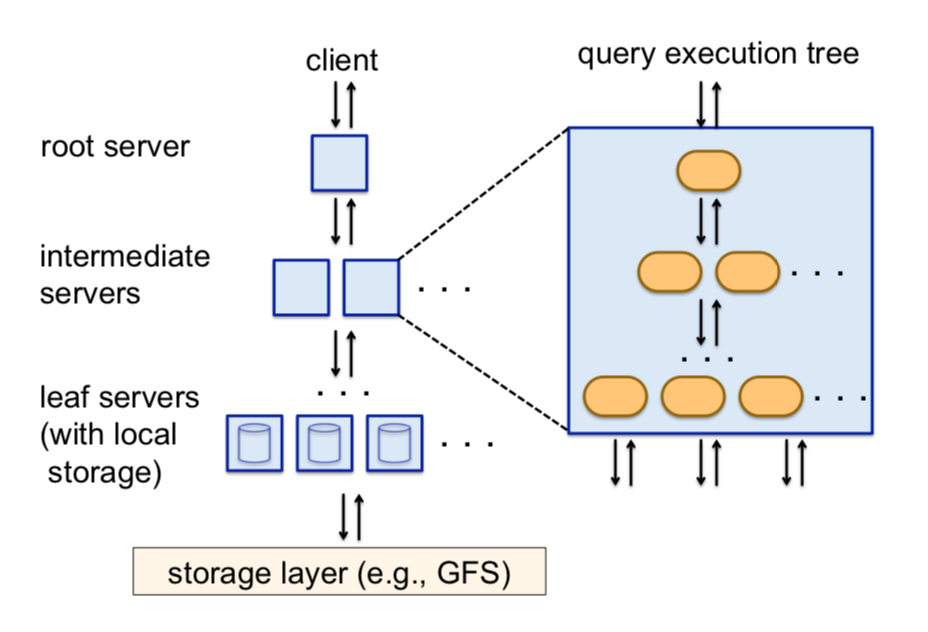 client
query execution tree
root server
intermediate
servers
leaf servers
(with local
storage)
storage layer (e.g., GFS)